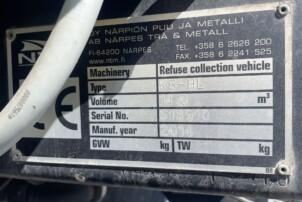 OY NÄRPIÖN PUU JA METALLI
AB NÄRPES TRÄ & METALL
FI-64200 NÄRPES
www.ntm.fi
TEL. +358 6 2626 200
FAX +358 6 2241 525
Machinery Refuse collection vehicle
Type
Volume m³
Serial No.
Manuf. year 2016
GVW kg TW kg
CE